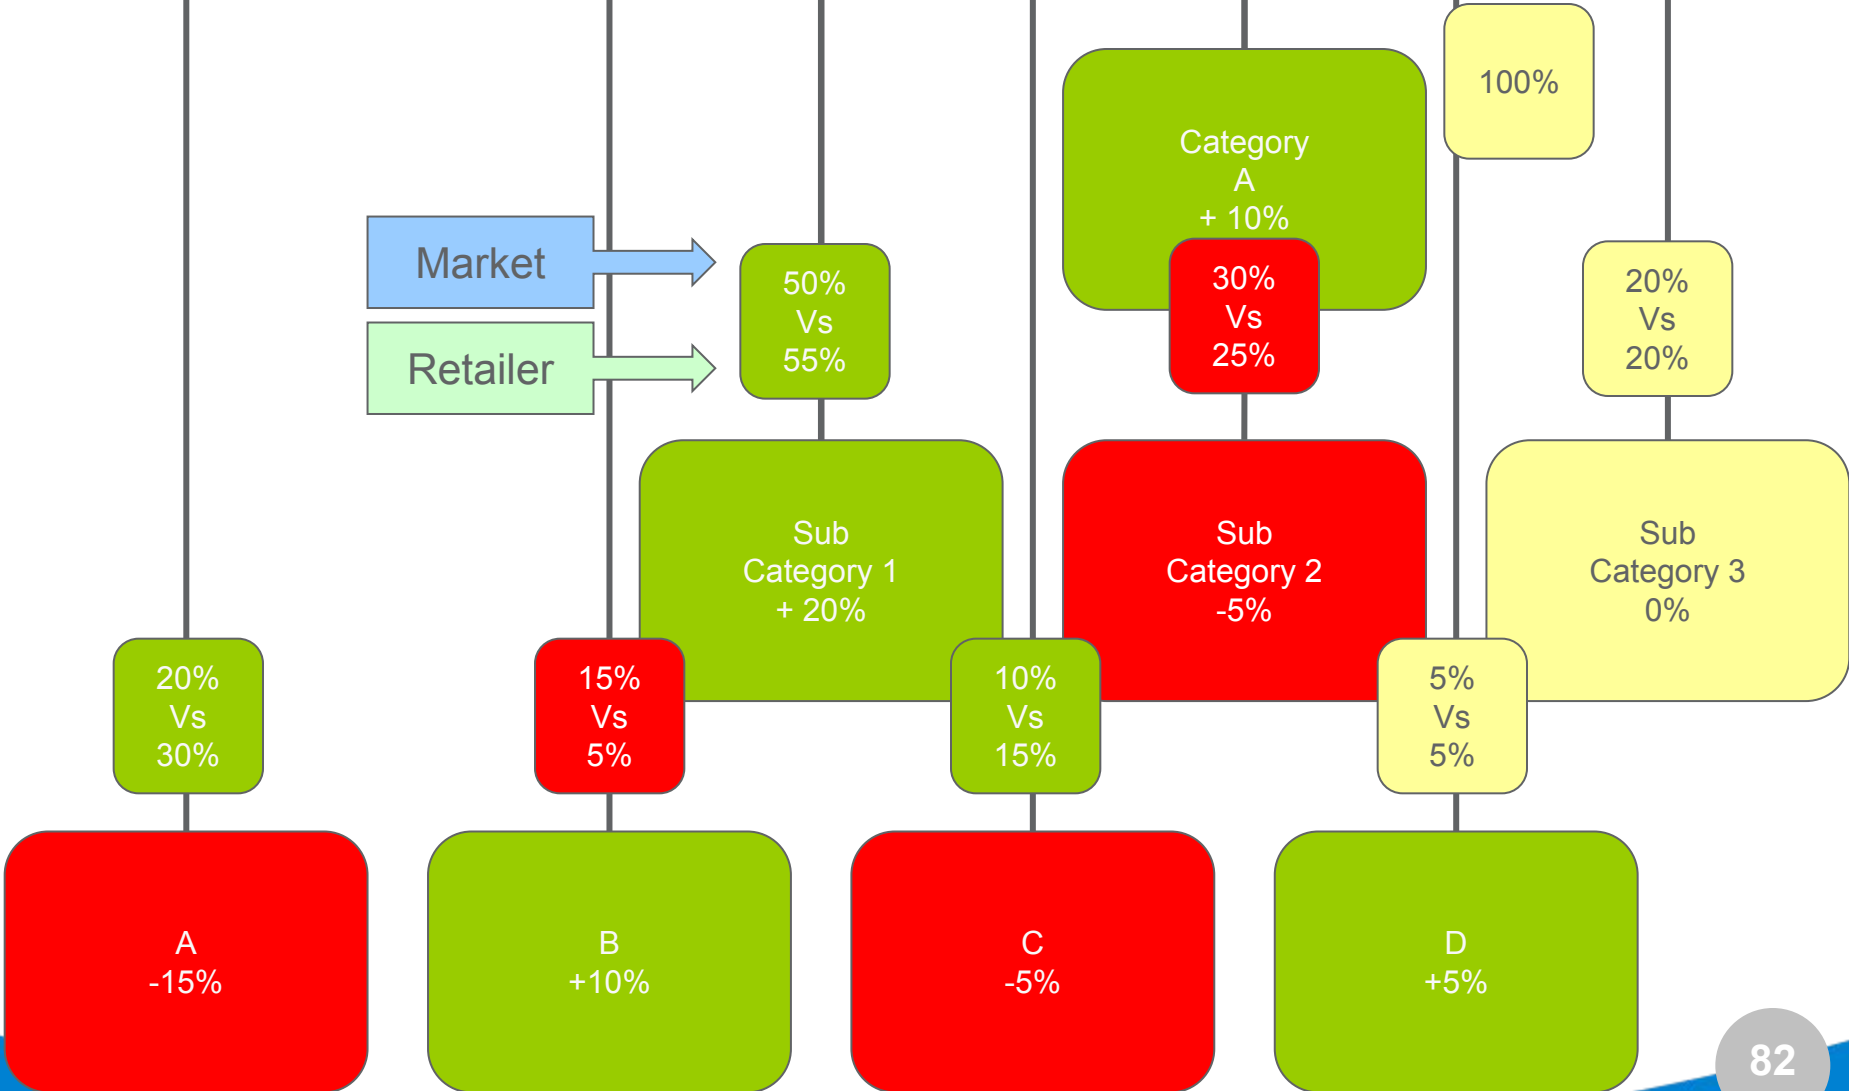 100%
Category
A
+ 10%
Market
Retailer
50%
Vs
55%
30%
Vs
25%
20%
Vs
20%
Sub
Category 1
+ 20%
Sub
Category 2
-5%
Sub
Category 3
0%
20%
Vs
30%
15%
Vs
5%
10%
Vs
15%
5%
Vs
5%
A
-15%
B
+10%
C
-5%
D
+5%
82